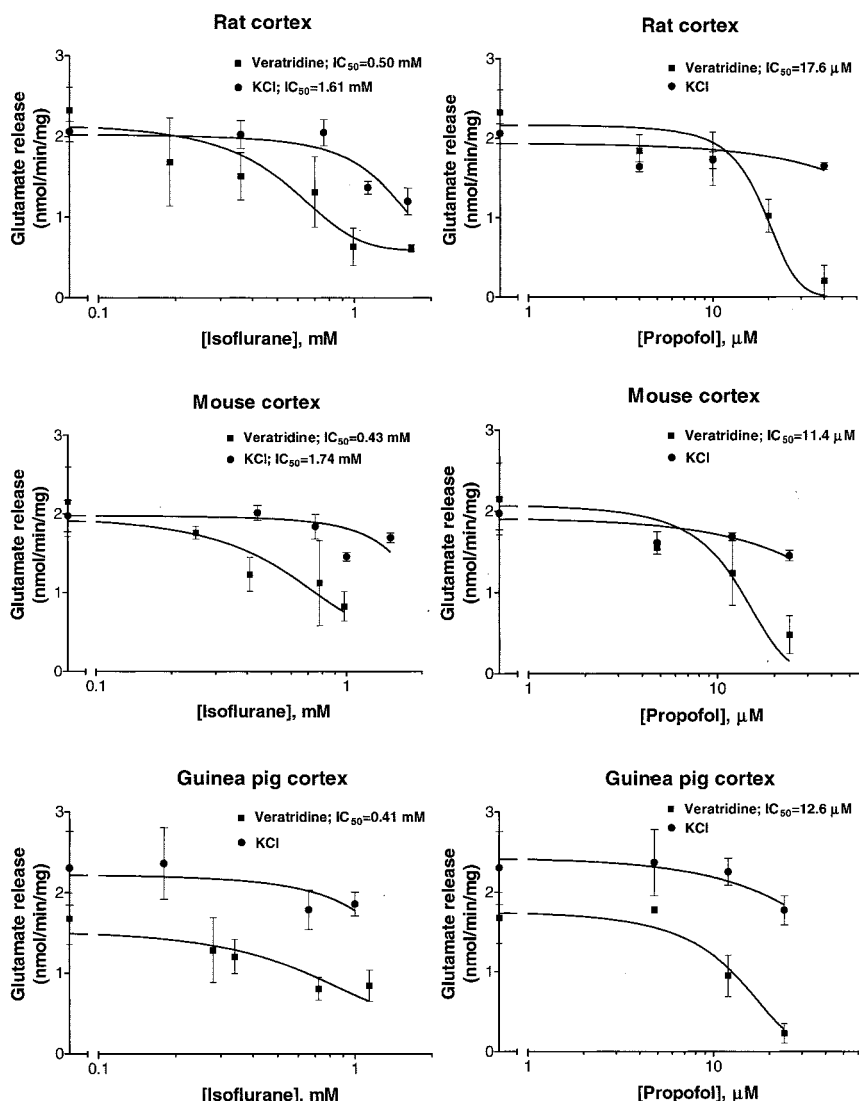 Rat cortex
Veratridine; IC50=0.50 mM
KCl; IC50=1.61 mM
Glutamate release
(nmol/min/mg)
3
2
1
0
0.1
1
[Isoflurane], mM
Rat cortex
Veratridine; IC50=17.6 µM
KCl
Glutamate release
(nmol/min/mg)
3
2
1
0
1
10
[Propofol], µM
Mouse cortex
Veratridine; IC50=0.43 mM
KCl; IC50=1.74 mM
Glutamate release
(nmol/min/mg)
3
2
1
0
0.1
1
[Isoflurane], mM
Mouse cortex
Veratridine; IC50=11.4 µM
KCl
Glutamate release
(nmol/min/mg)
3
2
1
0
1
10
[Propofol], µM
Guinea pig cortex
Veratridine; IC50=0.41 mM
KCl
Glutamate release
(nmol/min/mg)
3
2
1
0
0.1
1
[Isoflurane], mM
Guinea pig cortex
Veratridine; IC50=12.6 µM
KCl
Glutamate release
(nmol/min/mg)
3
2
1
0
1
10
[Propofol], µM